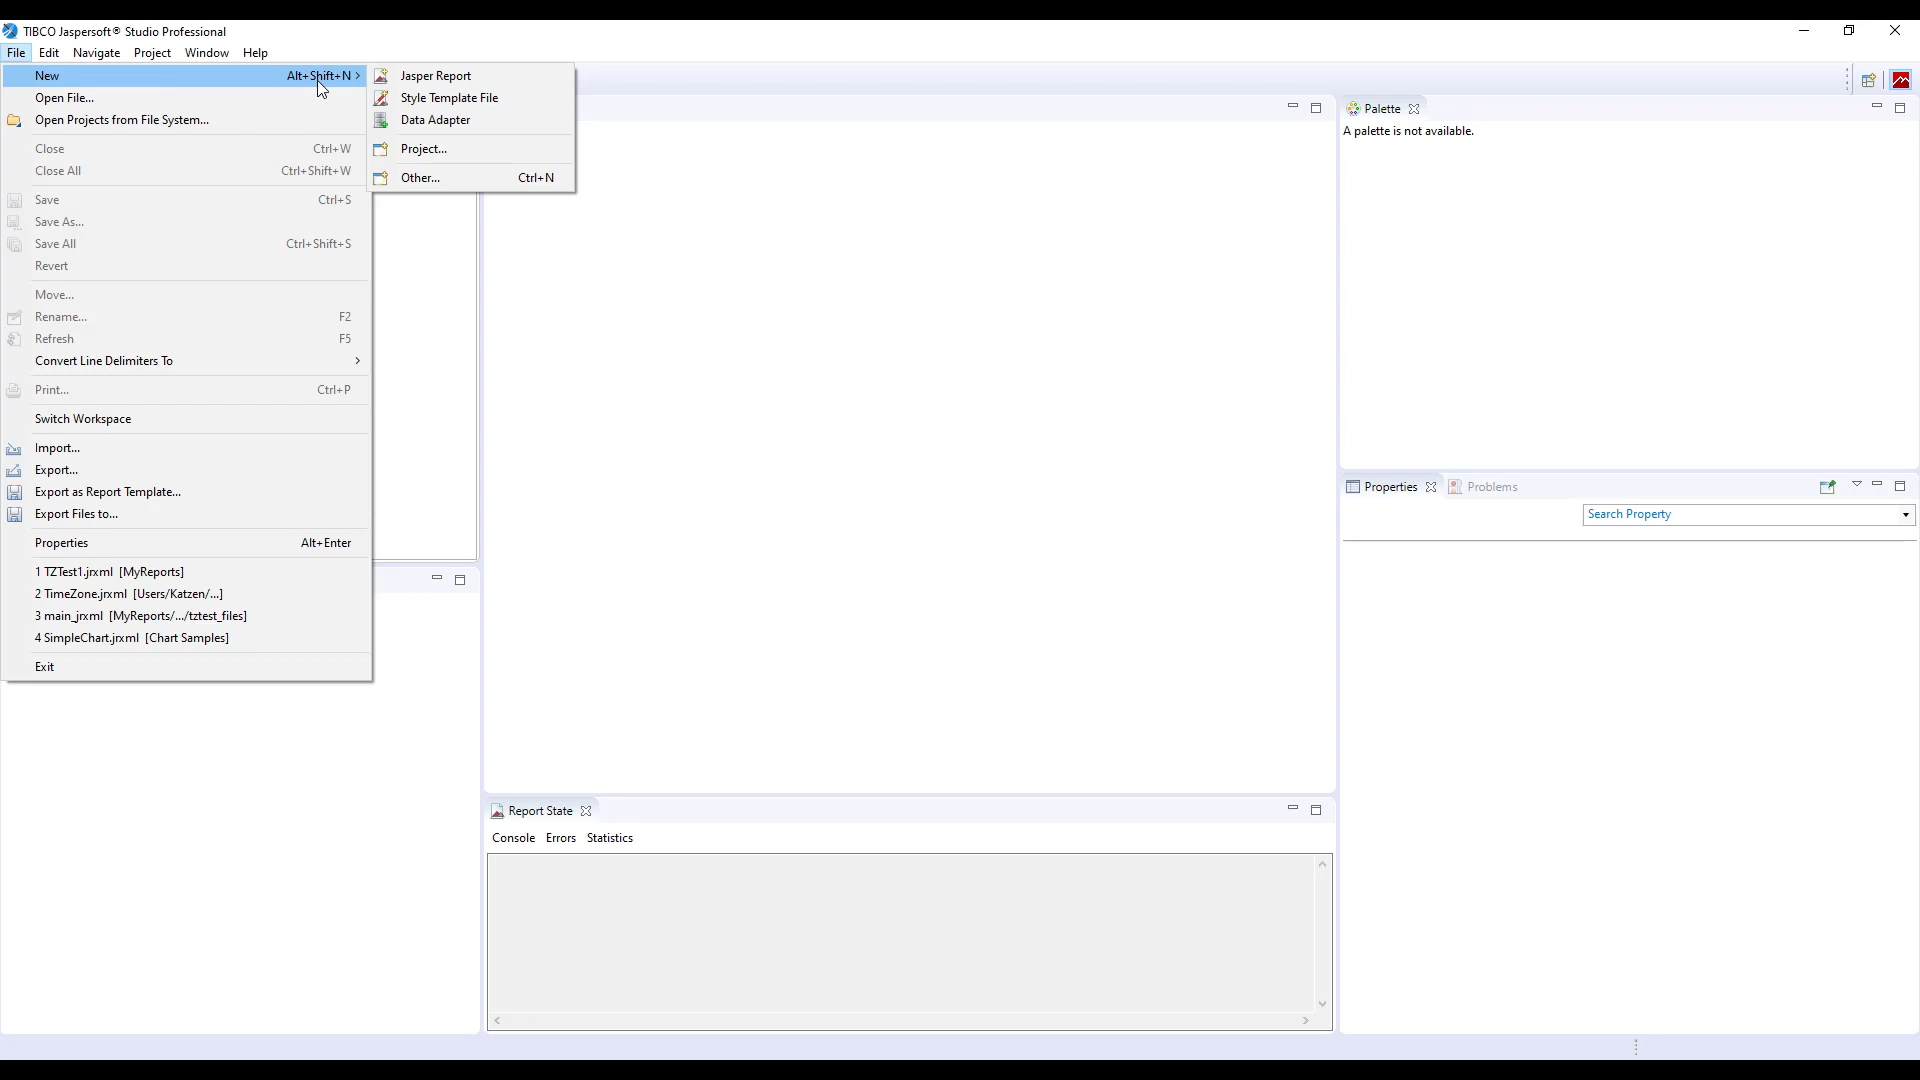 TIBCO Jaspersoft® Studio Professional
File Edit Navigate Project Window Help
New Alt+Shift+N
Open File...
Open Projects from File System...
Close Ctrl+W
Close All Ctrl+Shift+W
Save Ctrl+S
Save As...
Save All Ctrl+Shift+S
Revert
Move...
Rename... F2
Refresh F5
Convert Line Delimiters To
Print... Ctrl+P
Switch Workspace
Import...
Export...
Export as Report Template...
Export Files to...
Properties Alt+Enter
1 TZTest1.jrxml [MyReports]
2 TimeZone.jrxml [Users/Katzen/...]
3 main_jrxml [MyReports/.../tztest_files]
4 SimpleChart.jrxml [Chart Samples]
Exit
Jasper Report
Style Template File
Data Adapter
Project...
Other... Ctrl+N
Palette
A palette is not available.
Properties Problems
Search Property
Report State
Console Errors Statistics